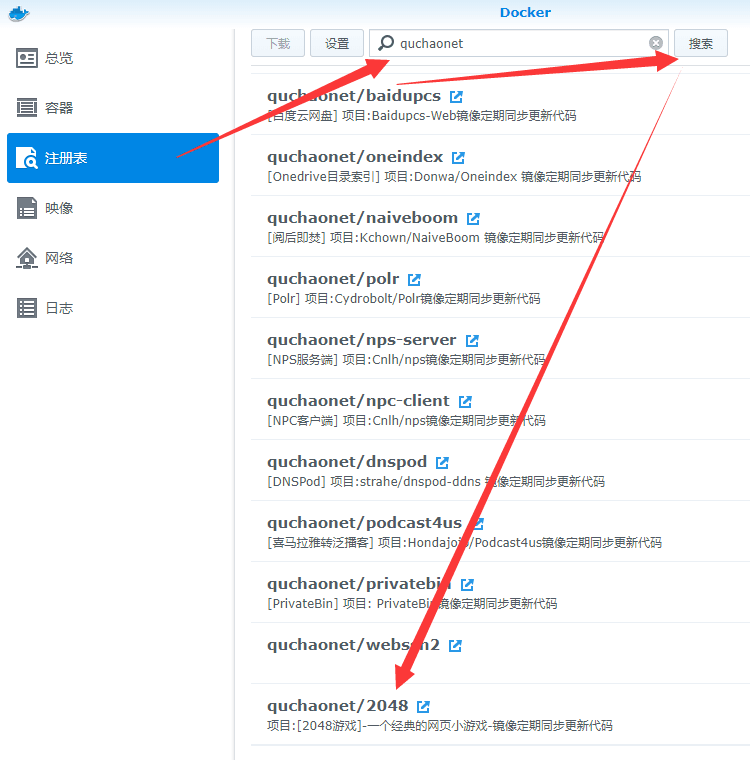 Docker
总览
容器
注册表
映像
网络
日志
下载
设置
quchaonet
搜索
quchaonet/baidupcs
[百度云网盘] 项目:Baidupcs-Web镜像定期同步更新代码
quchaonet/oneindex
[Onedrive目录索引] 项目:Donwa/Oneindex 镜像定期同步更新代码
quchaonet/naiveboom
[阅后即焚] 项目:Kchown/NaiveBoom 镜像定期同步更新代码
quchaonet/polr
[Polr] 项目:Cydrobolt/Polr镜像定期同步更新代码
quchaonet/nps-server
[NPS服务端] 项目:Cnlh/nps镜像定期同步更新代码
quchaonet/npc-client
[NPC客户端] 项目:Cnlh/nps镜像定期同步更新代码
quchaonet/dnspod
[DNSPod] 项目:strahe/dnspod-ddns 镜像定期同步更新代码
quchaonet/podcast4us
[喜马拉雅转泛播客] 项目:Hondajojo/Podcast4us镜像定期同步更新代码
quchaonet/privatebin
[PrivateBin] 项目: PrivateBin镜像定期同步更新代码
quchaonet/webssh2
quchaonet/2048
项目:[2048游戏]-一个经典的网页小游戏-镜像定期同步更新代码